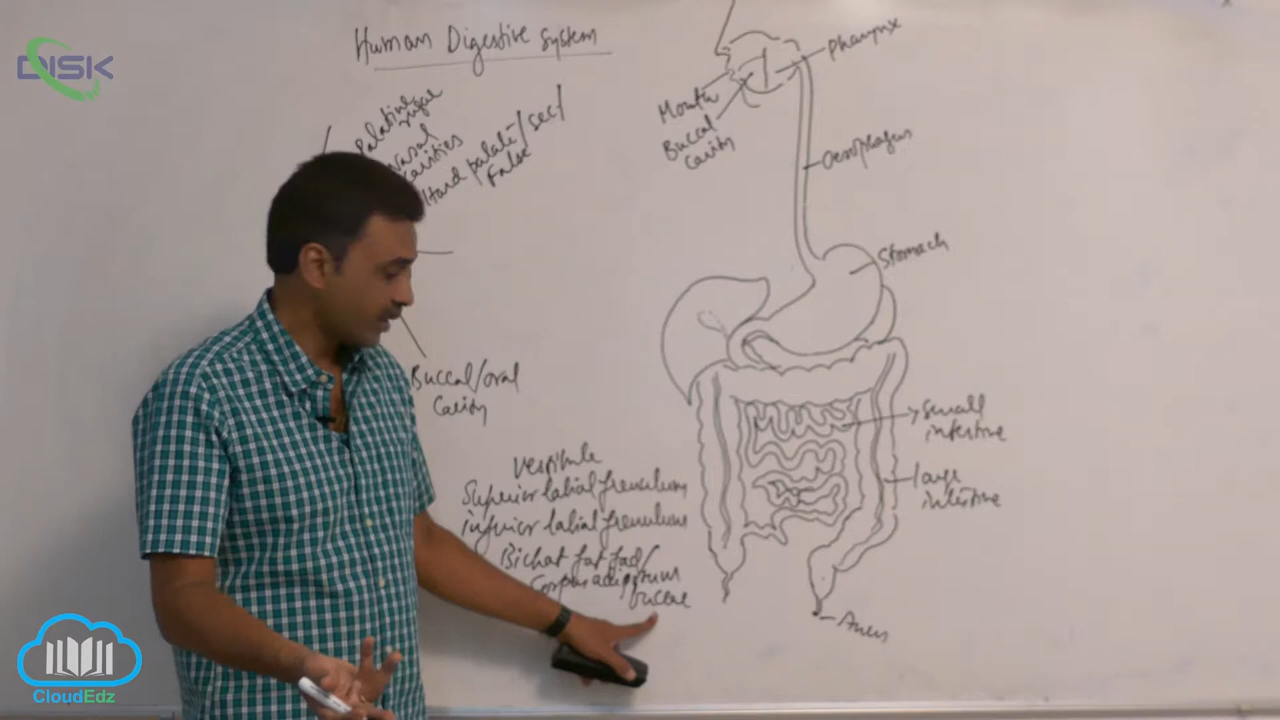 DISK
Human Digestive System
Palatine
rugae
nasal
cavities
Hard palate/sec/
False
Buccal/oral
Cavity
Vestibule
Superior labial frenulum
inferior labial frenulum
Bichat fat pad/
Corpus adiposum
buccae
Pharynx
Mouth
Buccal
cavity
oesophagus
Stomach
small
intestine
large
intestine
Anus
CloudEdz